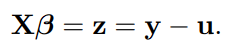 𝐗𝜷 = 𝐳 = 𝐲 − 𝐮.